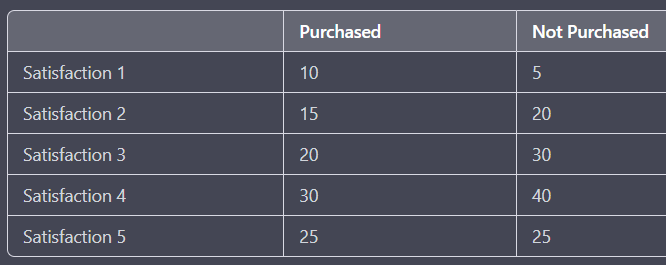 Purchased Not Purchased
Satisfaction 1 10 5
Satisfaction 2 15 20
Satisfaction 3 20 30
Satisfaction 4 30 40
Satisfaction 5 25 25